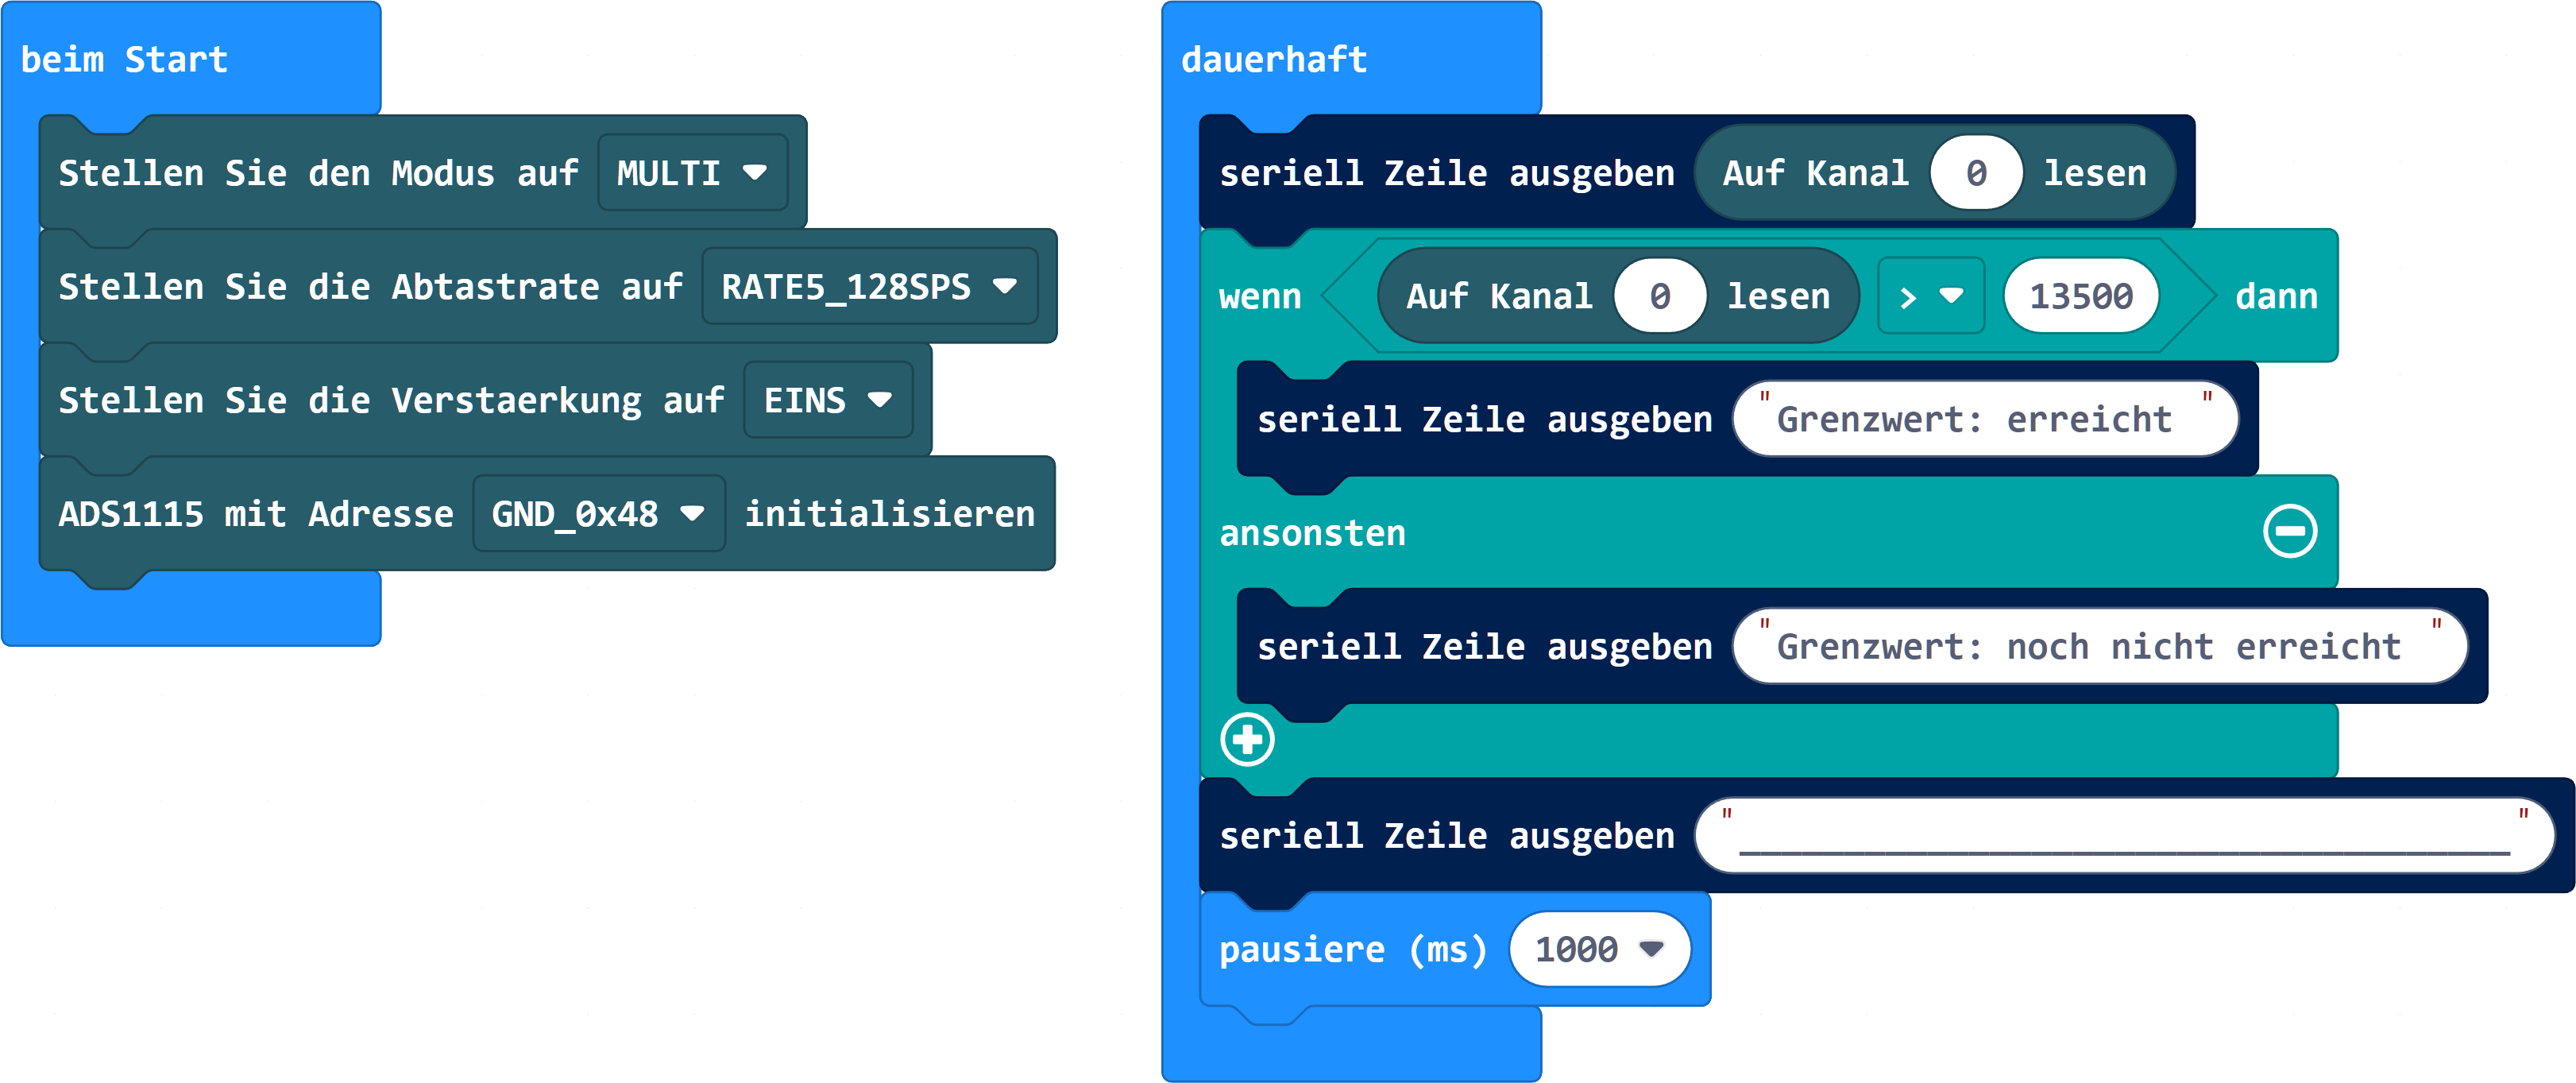 beim Start
Stellen Sie den Modus auf MULTI
Stellen Sie die Abtastrate auf RATE5_128SPS
Stellen Sie die Verstaerkung auf EINS
ADS1115 mit Adresse GND_0x48 initialisieren
dauerhaft
seriell Zeile ausgeben Auf Kanal 0 lesen
wenn Auf Kanal 0 lesen > 13500 dann
seriell Zeile ausgeben "Grenzwert: erreicht "
ansonsten
seriell Zeile ausgeben "Grenzwert: noch nicht erreicht "
seriell Zeile ausgeben "_____________________________________"
pausiere (ms) 1000